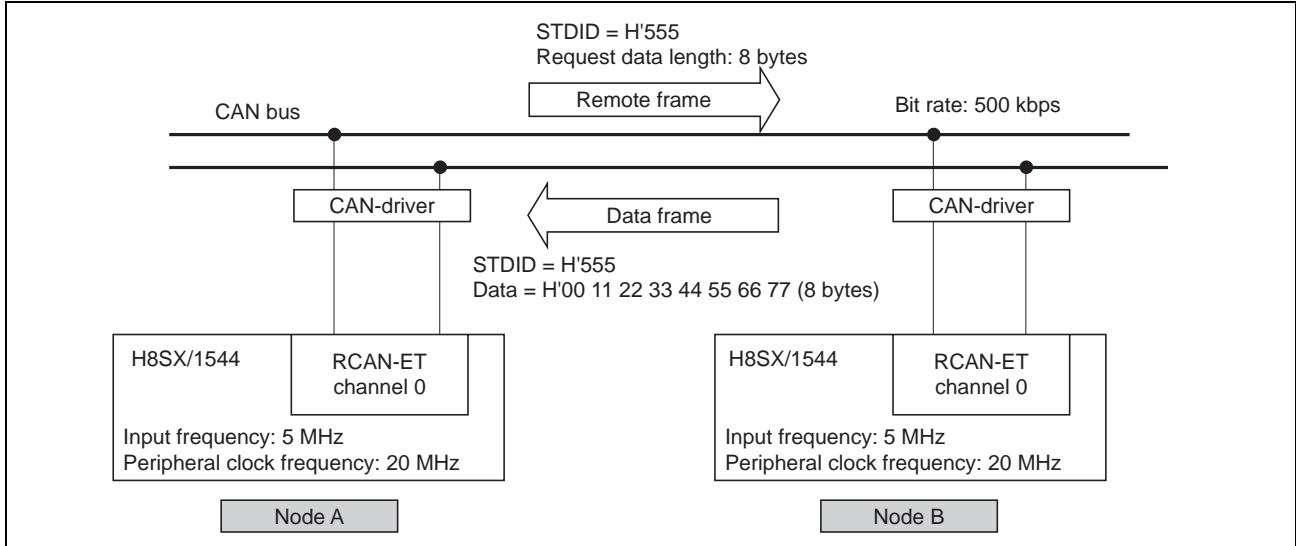 STDID = H'555
Request data length: 8 bytes
Remote frame
CAN bus
Bit rate: 500 kbps
CAN-driver
Data frame
CAN-driver
STDID = H'555
Data = H'00 11 22 33 44 55 66 77 (8 bytes)
H8SX/1544
RCAN-ET
channel 0
Input frequency: 5 MHz
Peripheral clock frequency: 20 MHz
H8SX/1544
RCAN-ET
channel 0
Input frequency: 5 MHz
Peripheral clock frequency: 20 MHz
Node A
Node B